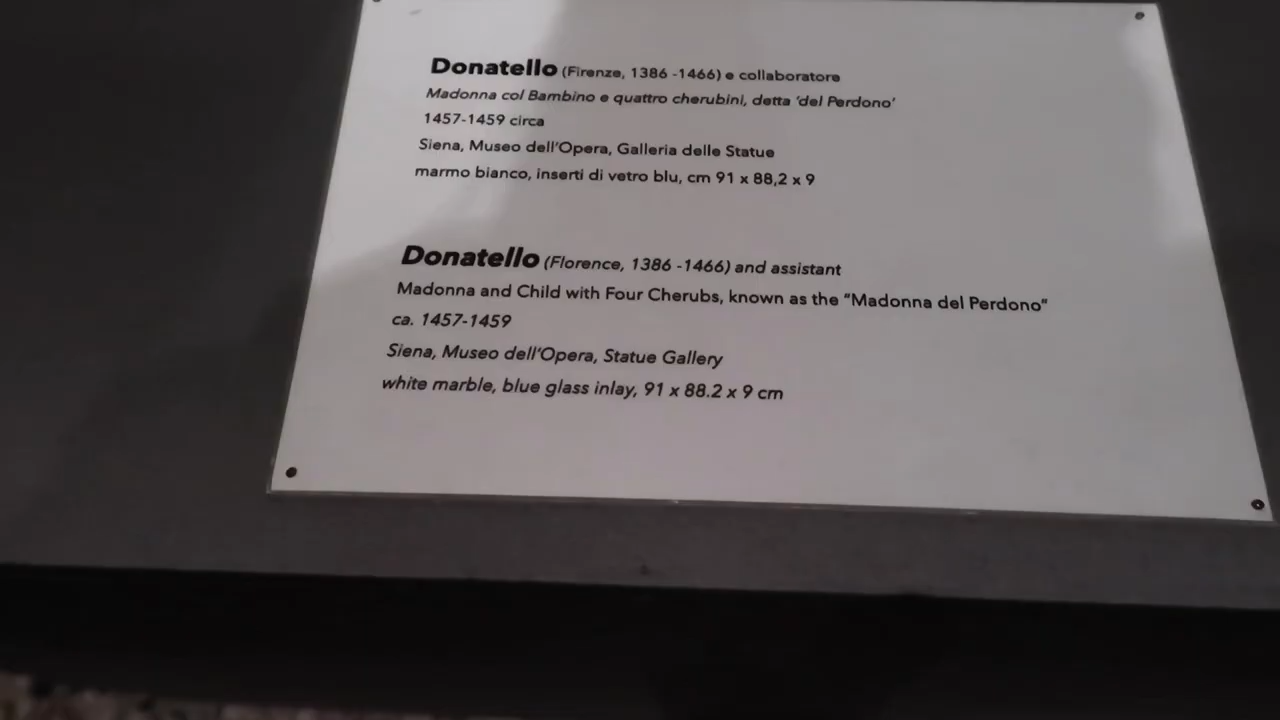 Donatello (Firenze, 1386 -1466) e collaboratore
Madonna col Bambino e quattro cherubini, detta ‘del Perdono’
1457-1459 circa
Siena, Museo dell’Opera, Galleria delle Statue
marmo bianco, inserti di vetro blu, cm 91 x 88,2 x 9
Donatello (Florence, 1386 -1466) and assistant
Madonna and Child with Four Cherubs, known as the “Madonna del Perdono”
ca. 1457-1459
Siena, Museo dell’Opera, Statue Gallery
white marble, blue glass inlay, 91 x 88.2 x 9 cm